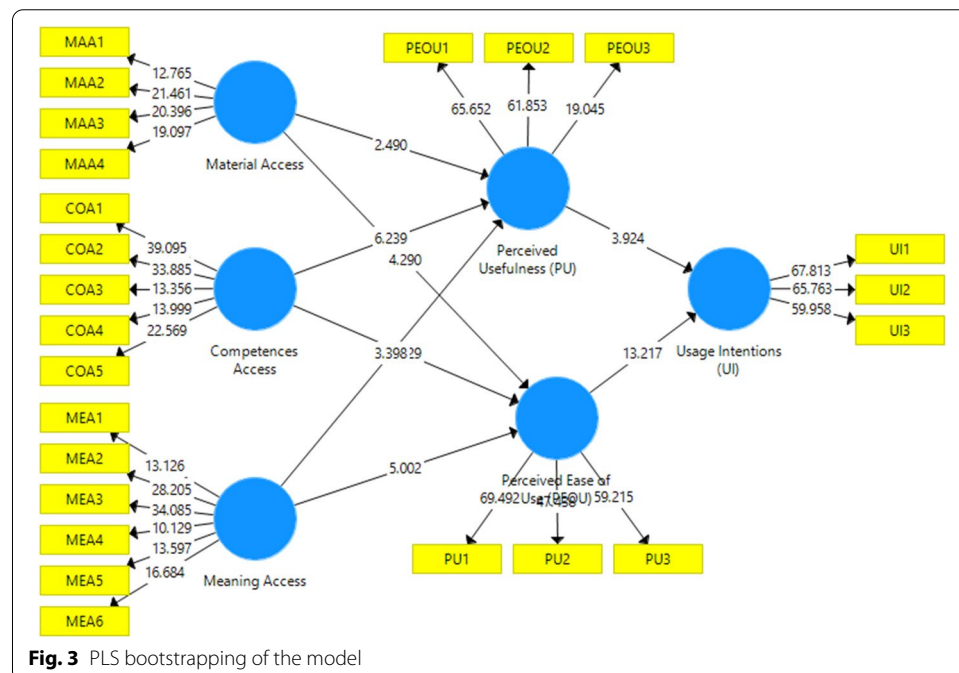 MAA1
MAA2
MAA3
MAA4
12.765
21.461
20.396
19.097
Material Access
COA1
COA2
COA3
COA4
COA5
39.095
33.885
13.356
13.999
22.569
Competences
Access
MEA1
MEA2
MEA3
MEA4
MEA5
MEA6
13.126
28.205
34.085
10.129
13.597
16.684
Meaning Access
2.490
6.239
4.290
5.002
PEOU1
PEOU2
PEOU3
65.652
61.853
19.045
Perceived
Usefulness (PU)
Perceived Ease of
69.492
59.215
PU1
PU2
PU3
3.924
13.217
Usage Intentions
(UI)
67.813
65.763
59.958
UI1
UI2
UI3
Fig. 3 PLS bootstrapping of the model